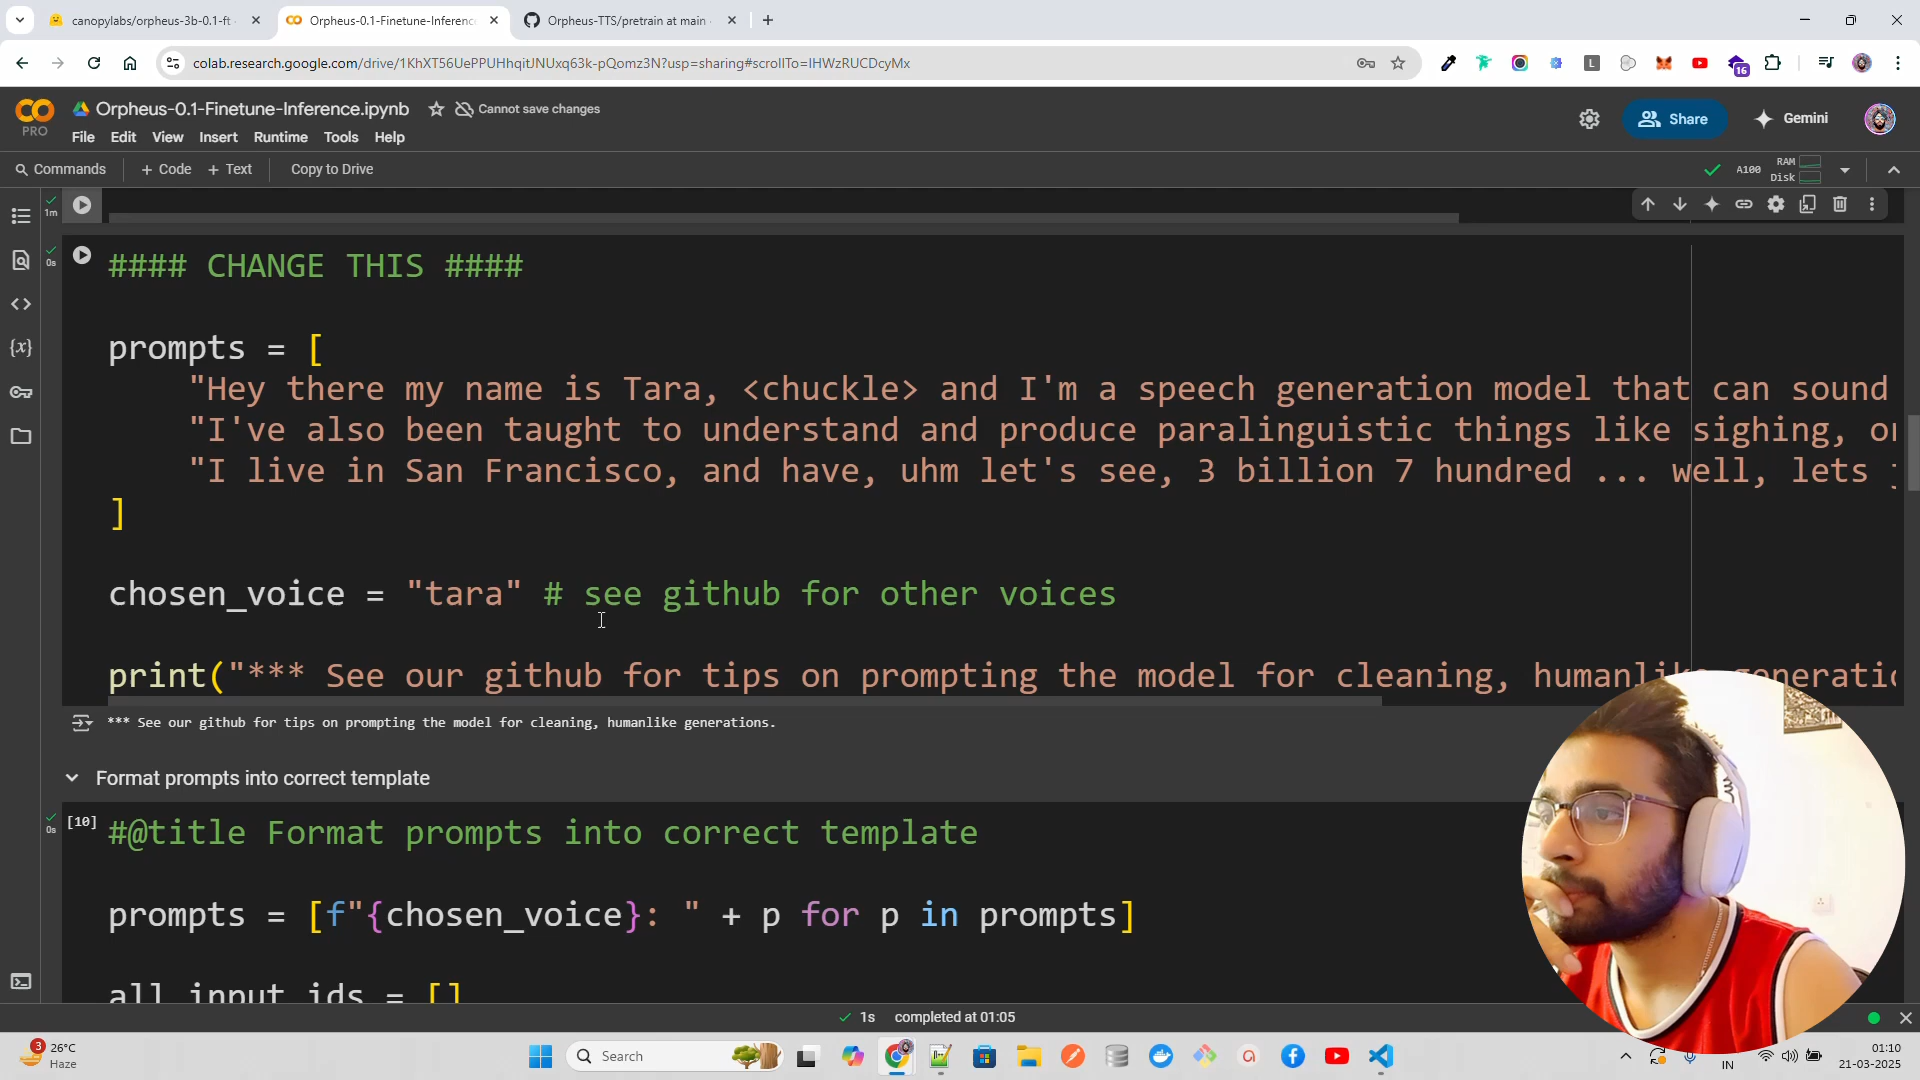 canopylabs/orpheus-3b-0.1-ft
Orpheus-0.1-Finetune-Inference
Orpheus-TTS/pretrain at main
colab.research.google.com/drive/1KhXT56UePPUHhqitJNUxq63k-pQomz3N?usp=sharing#scrollTo=IHWzRUCDcyMx
16
Orpheus-0.1-Finetune-Inference.ipynb
Cannot save changes
PRO
File Edit View Insert Runtime Tools Help
Share
Gemini
Commands
+ Code + Text
Copy to Drive
A100
RAM
Disk
1m
0s
#### CHANGE THIS ####
prompts = [
"Hey there my name is Tara, <chuckle> and I'm a speech generation model that can sound
"I've also been taught to understand and produce paralinguistic things like sighing, or
"I live in San Francisco, and have, uhm let's see, 3 billion 7 hundred ... well, lets j
]
chosen_voice = "tara" # see github for other voices
print("*** See our github for tips on prompting the model for cleaning, humanlike generatio
*** See our github for tips on prompting the model for cleaning, humanlike generations.
Format prompts into correct template
0s
[10]
#@title Format prompts into correct template
prompts = [f"{chosen_voice}: " + p for p in prompts]
all_input_ids = []
1s completed at 01:05
3
26°C
Haze
Search
IN
01:10
21-03-2025